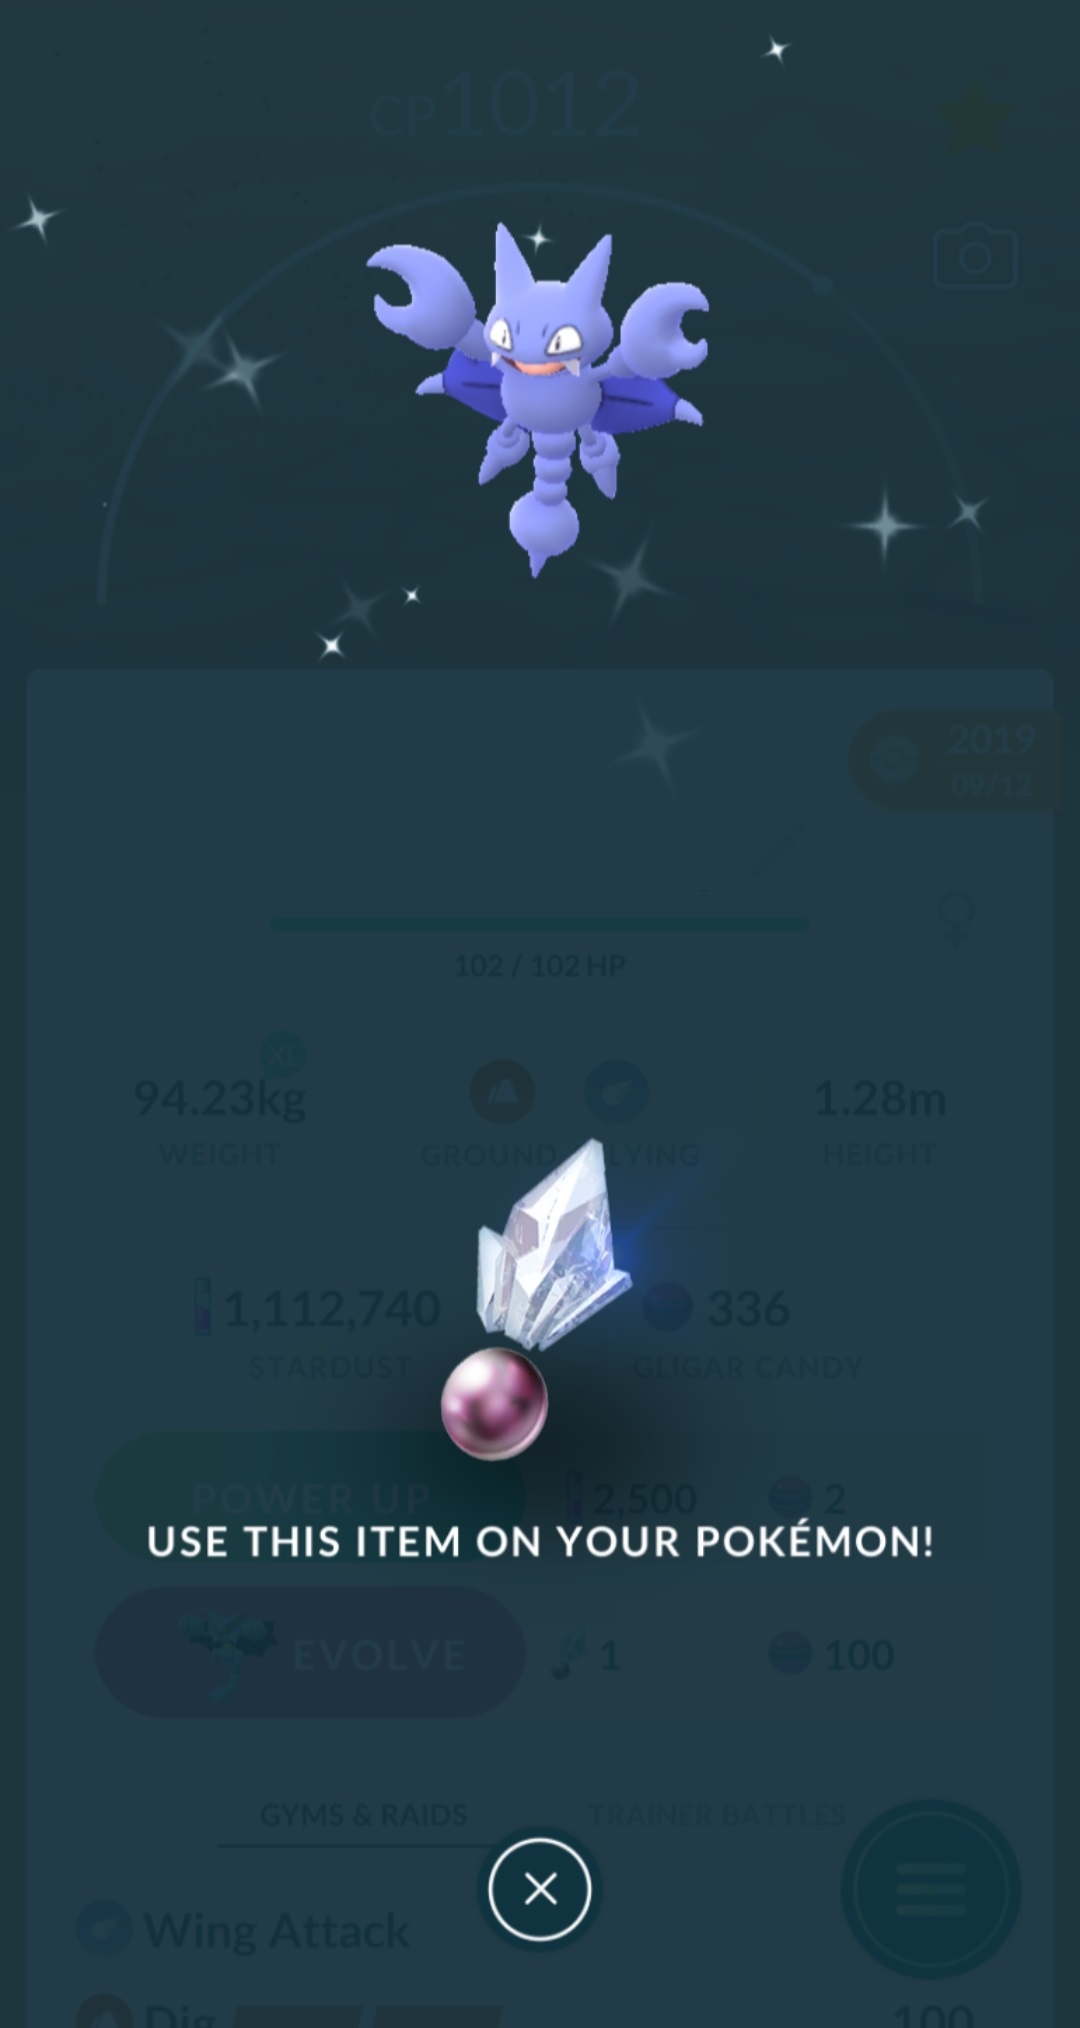 CP1012
2019
09/12
102 / 102 HP
XL
94.23kg
WEIGHT
GROUND
LYING
1.28m
HEIGHT
1,112,740
STARDUST
336
GLIGAR CANDY
POWER UP
2,500
2
USE THIS ITEM ON YOUR POKÉMON!
EVOLVE
1
100
GYMS & RAIDS
TRAINER BATTLES
Wing Attack
Dig
100